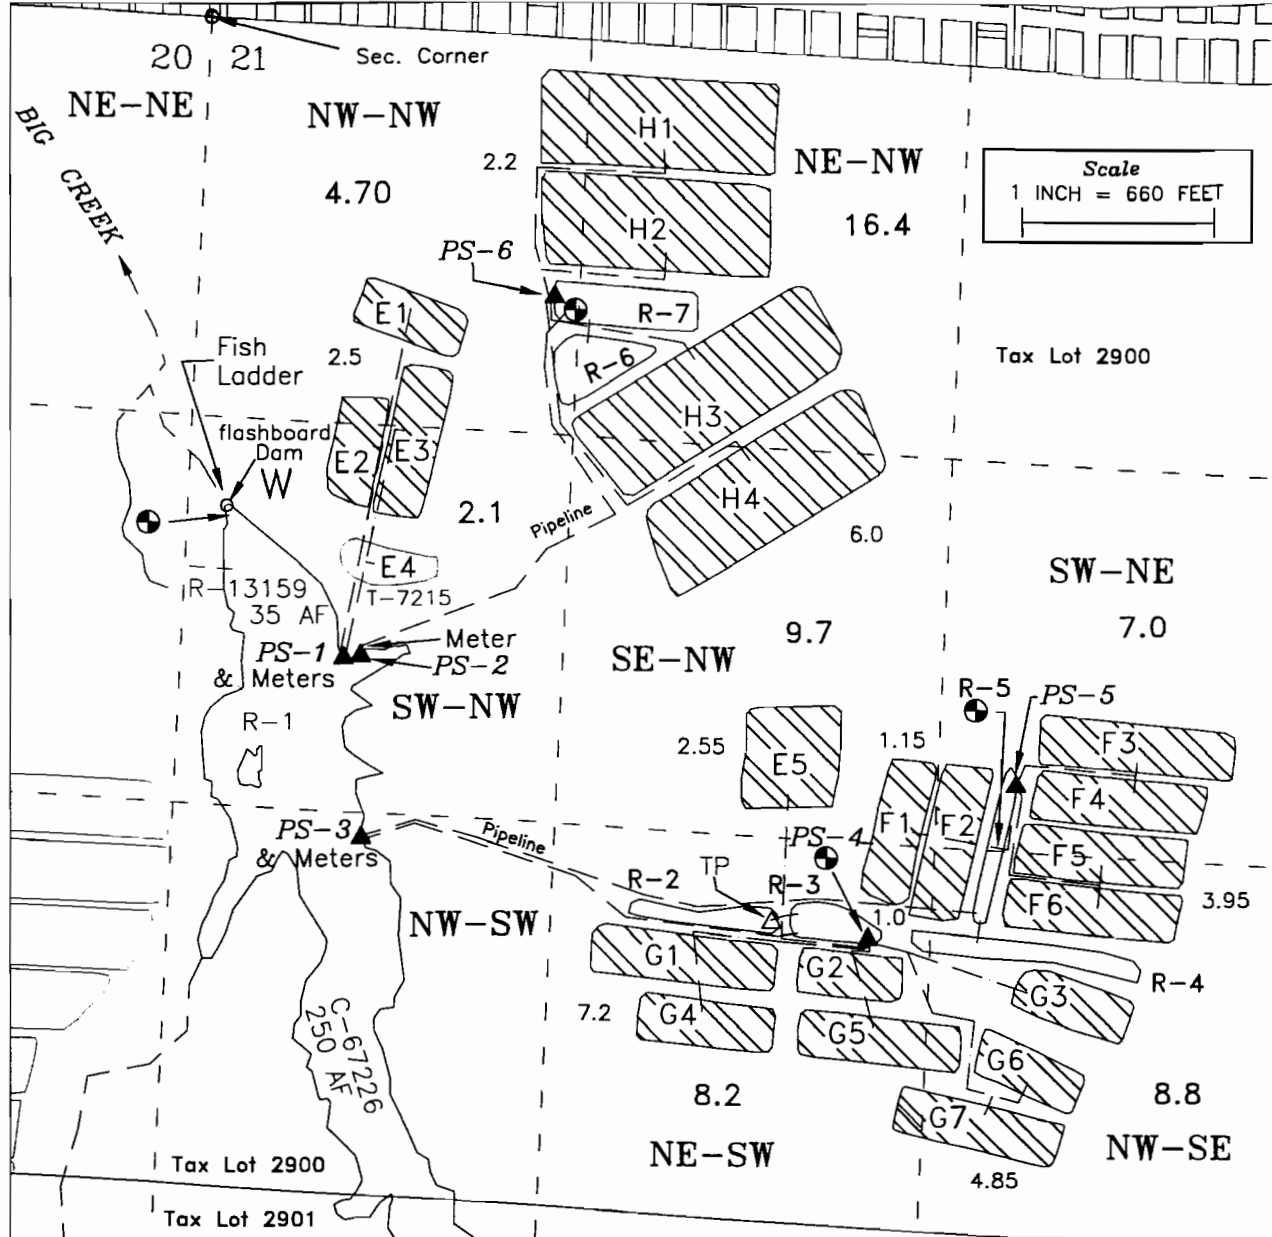 Sec. Corner
20
21
NE-NE
NW-NW
4.70
BIG CREEK
2.2
H1
H2
NE-NW
16.4
Scale
1 INCH = 660 FEET
PS-6
R-7
R-6
E1
2.5
Fish
Ladder
Tax Lot 2900
H3
H4
flashboard
Dam
W
E2
E3
2.1
Pipeline
6.0
E4
R-13159
35 AF
T-7215
SW-NE
7.0
Meter
PS-1
& Meters
PS-2
9.7
SE-NW
SW-NW
R-1
R-5
PS-5
2.55
E5
1.15
F3
F4
F1
F2
PS-3
& Meters
Pipeline
PS-4
F5
F6
3.95
R-2
TP
R-3
1.0
NW-SW
G1
G2
G3
R-4
7.2
G4
G5
G6
C-67226
250 AF
8.2
NE-SW
G7
8.8
NW-SE
4.85
Tax Lot 2900
Tax Lot 2901